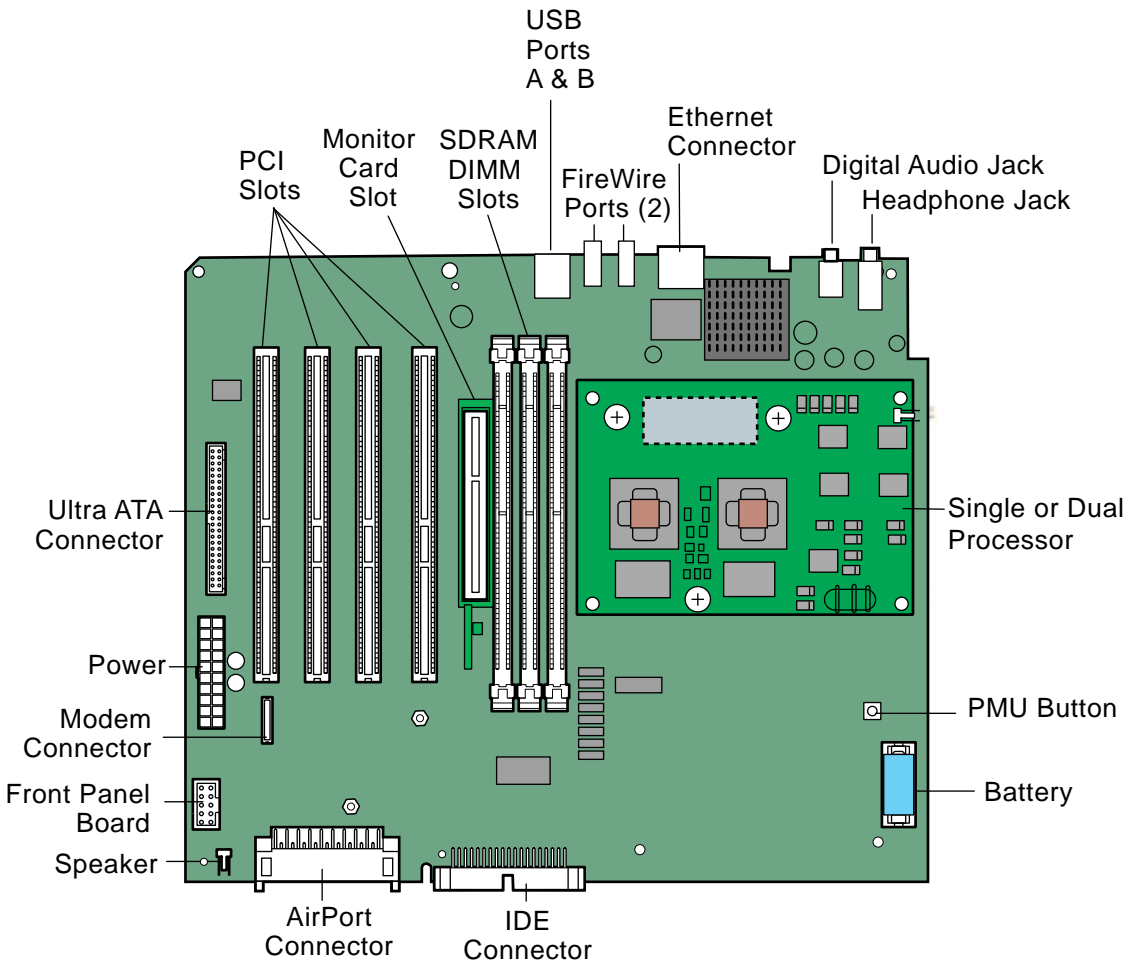 USB
Ports
A & B
Ethernet
Connector
Monitor
Card
Slot
SDRAM
DIMM
Slots
PCI
Slots
FireWire
Ports (2)
Digital Audio Jack
Headphone Jack
Ultra ATA
Connector
Single or Dual
Processor
Power
Modem
Connector
PMU Button
Front Panel
Board
Battery
Speaker
AirPort
Connector
IDE
Connector